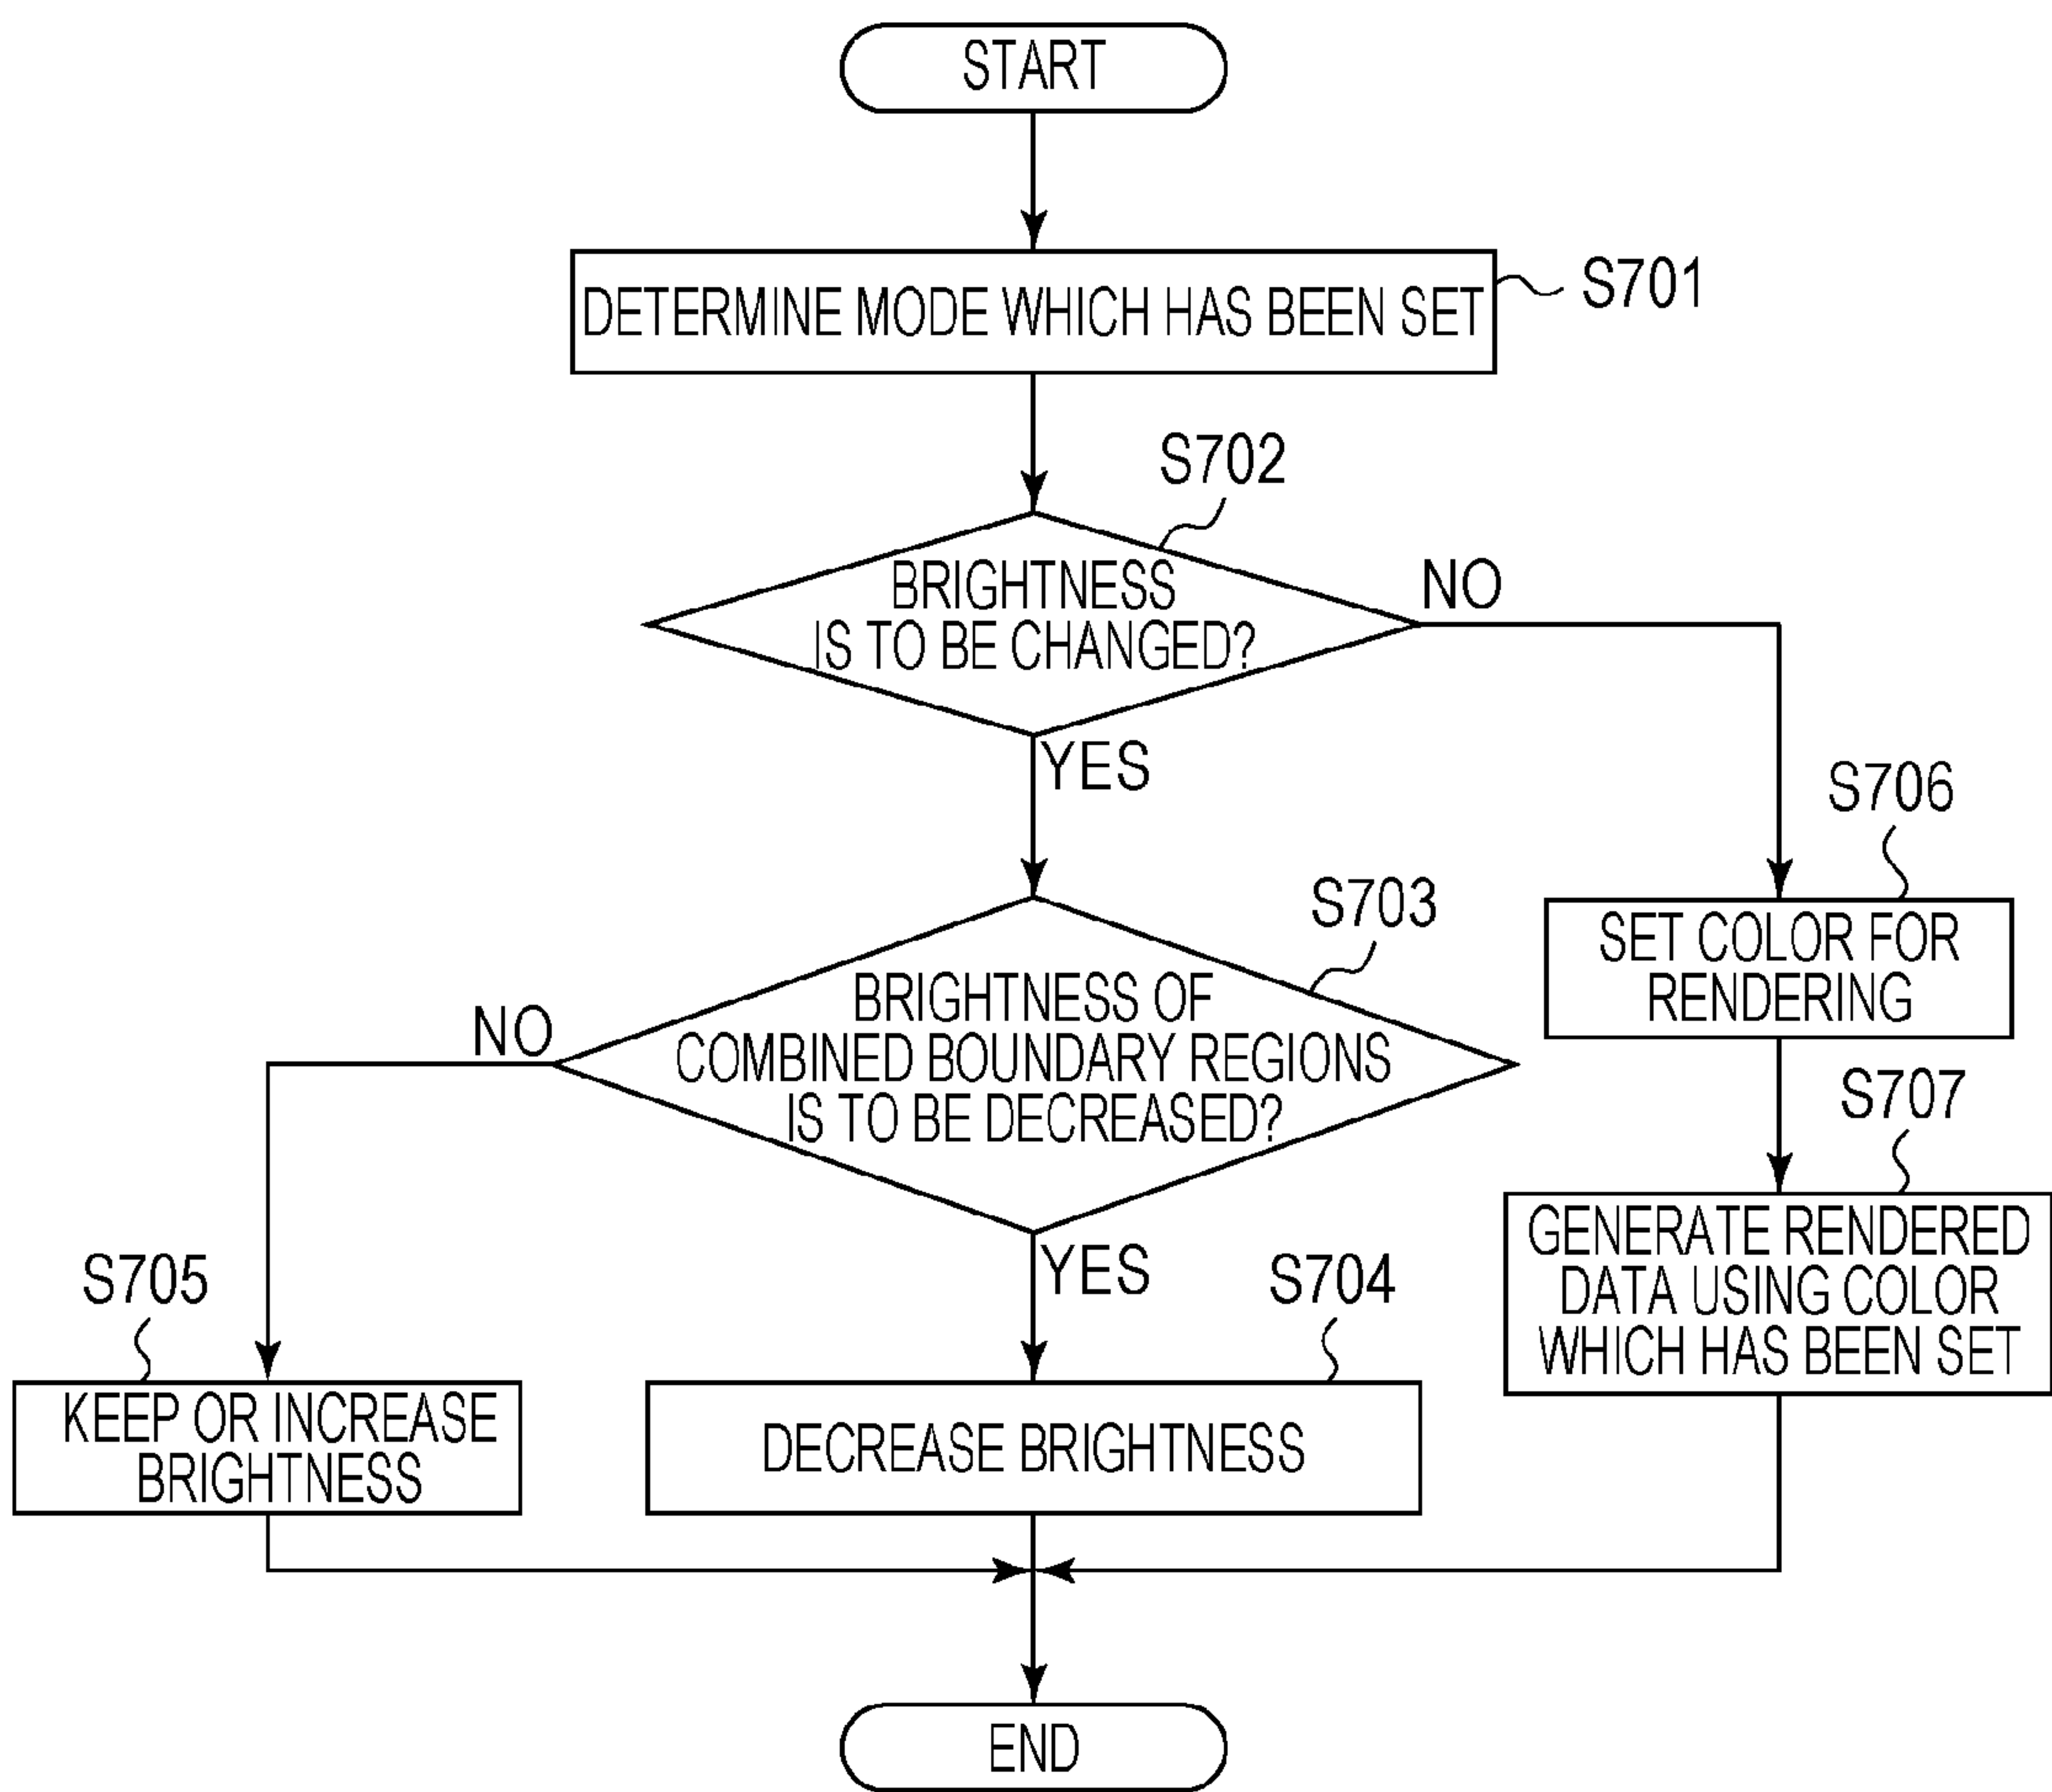 START
DETERMINE MODE WHICH HAS BEEN SET
S701
S702
BRIGHTNESS
IS TO BE CHANGED?
NO
YES
S706
SET COLOR FOR
RENDERING
S703
BRIGHTNESS OF
COMBINED BOUNDARY REGIONS
IS TO BE DECREASED?
NO
YES
S707
GENERATE RENDERED
DATA USING COLOR
WHICH HAS BEEN SET
S705
KEEP OR INCREASE
BRIGHTNESS
S704
DECREASE BRIGHTNESS
END